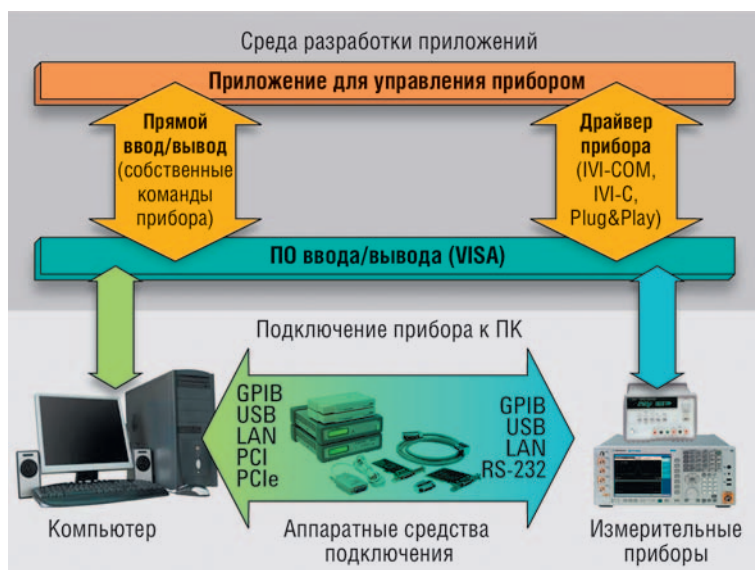 Среда разработки приложений
Приложение для управления прибором
Прямой
ввод/вывод
(собственные
команды
прибора)
Драйвер
прибора
(IVI-COM,
IVI-C,
Plug&Play)
ПО ввода/вывода (VISA)
Подключение прибора к ПК
GPIB
USB
LAN
PCI
PCIe
GPIB
USB
LAN
RS-232
Компьютер
Аппаратные средства
подключения
Измерительные
приборы